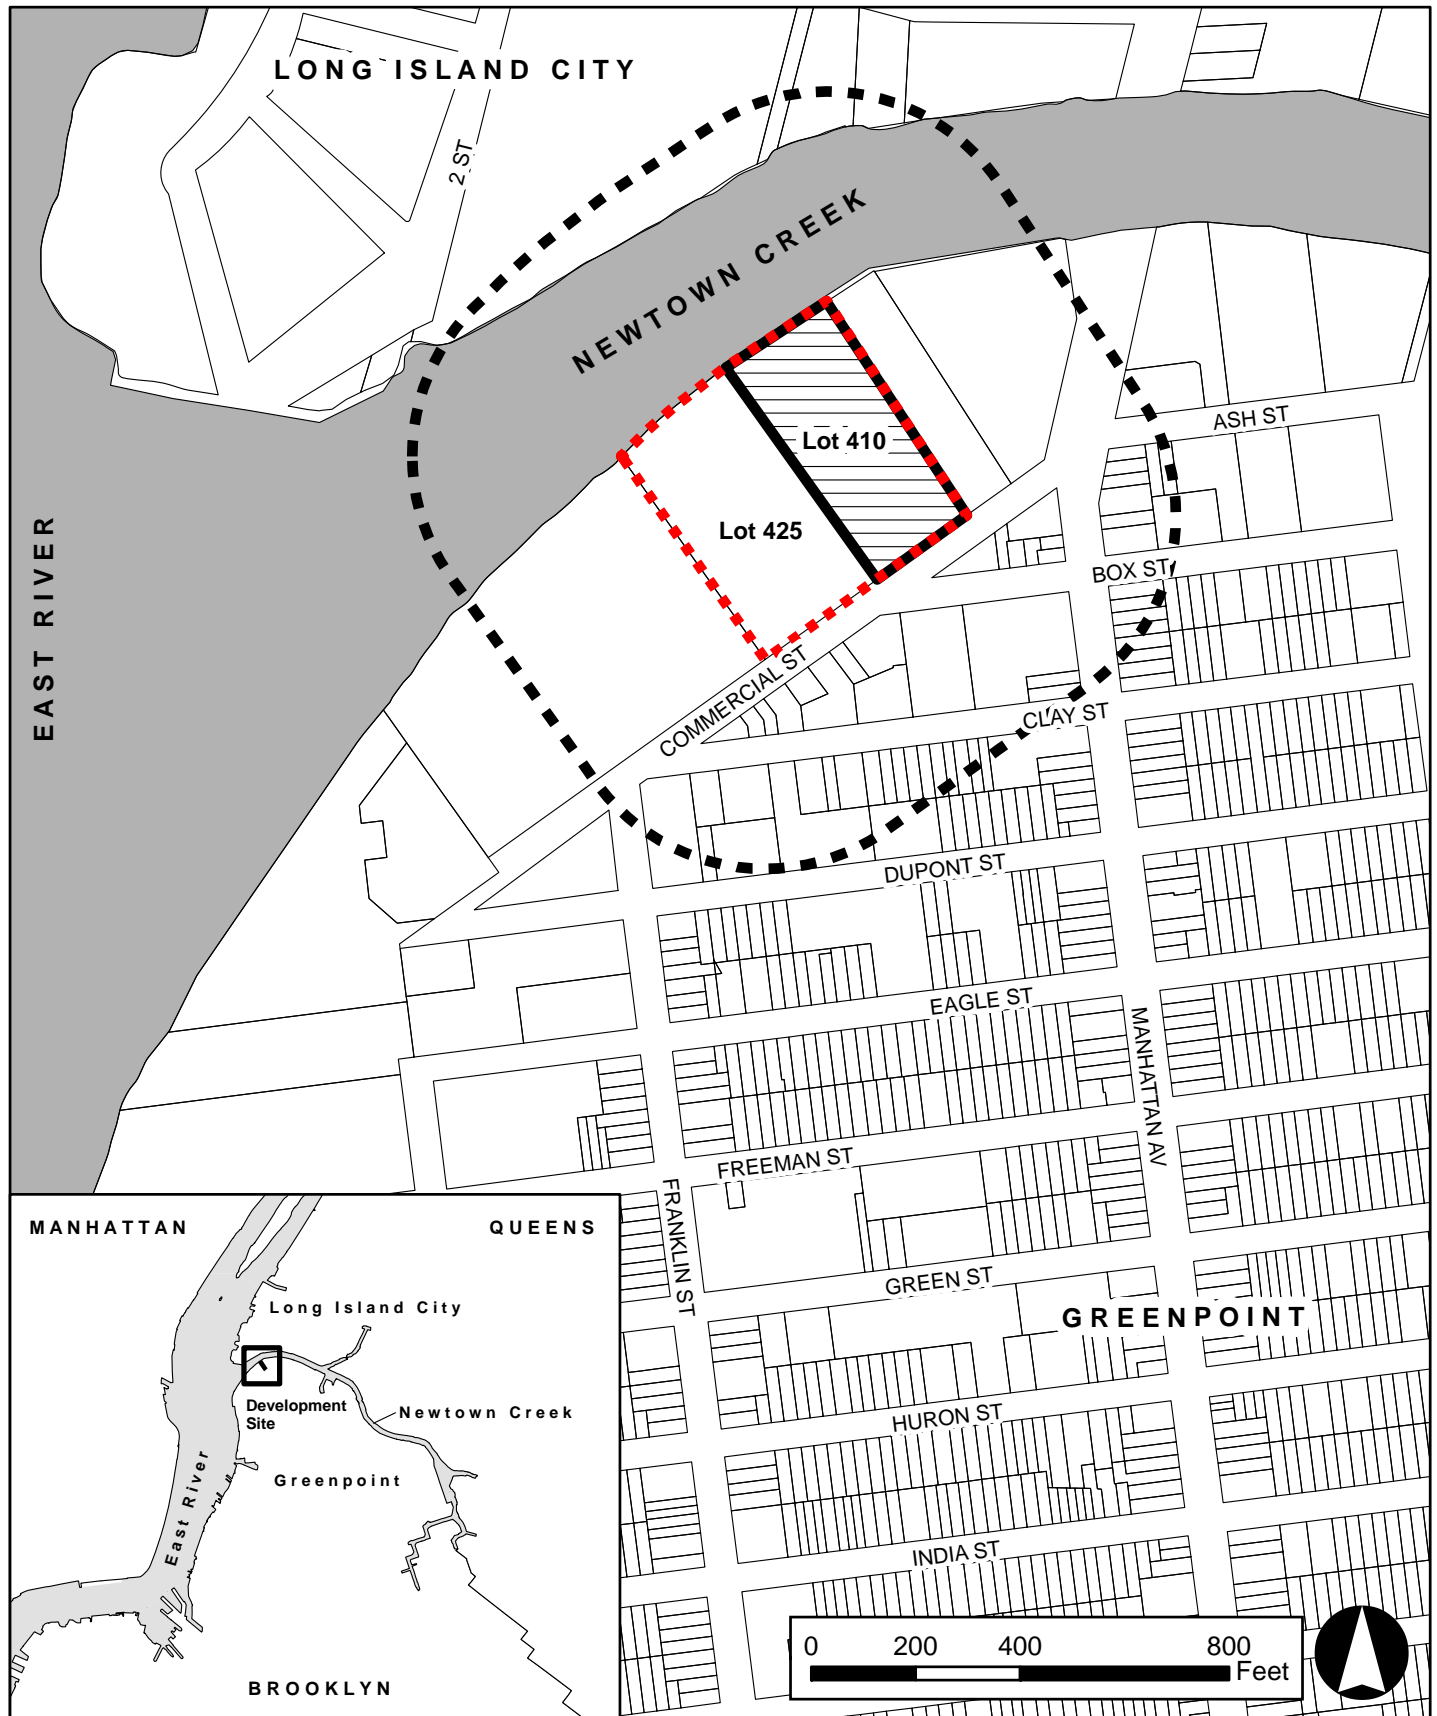 LONG ISLAND CITY
2 ST
NEWTOWN CREEK
Lot 410
ASH ST
Lot 425
EAST RIVER
BOX ST
COMMERCIAL ST
CLAY ST
DUPONT ST
EAGLE ST
MANHATTAN AV
FREEMAN ST
FRANKLIN ST
GREEN ST
GREENPOINT
HURON ST
INDIA ST
MANHATTAN
QUEENS
Long Island City
Development
Site
Newtown Creek
Greenpoint
East River
BROOKLYN
0 200 400 800
Feet